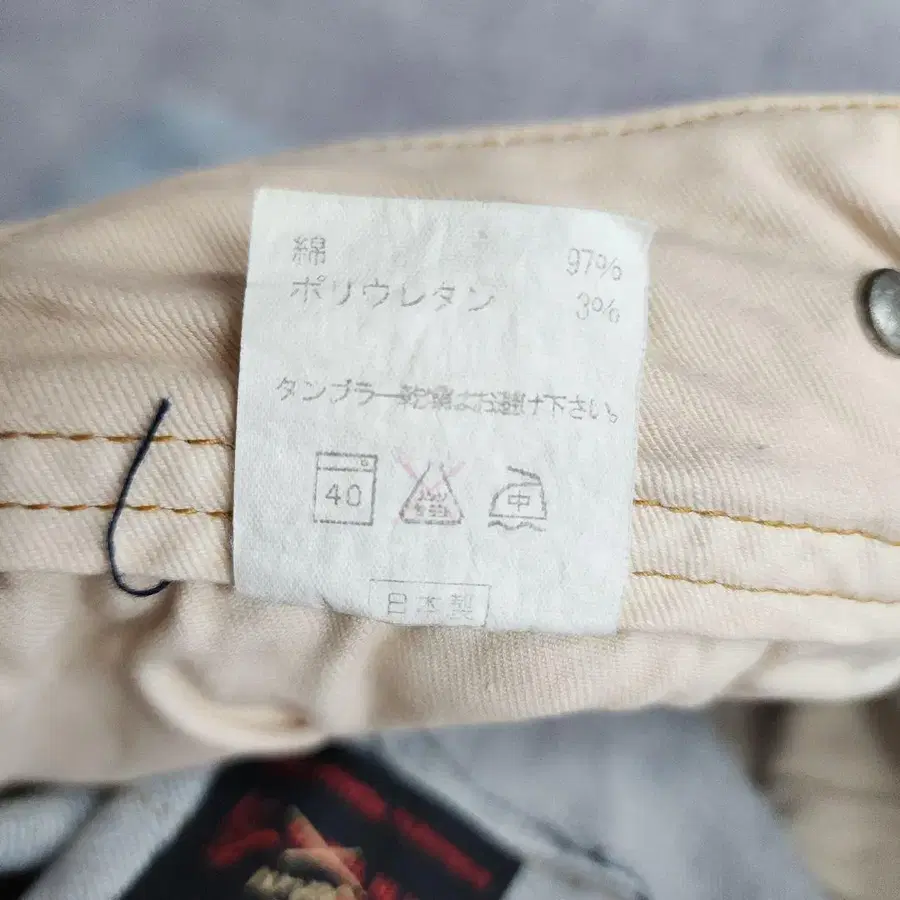 綿 97%
ポリウレタン 3%
タンブラー乾燥はお避け下さい。
40 中
日本製